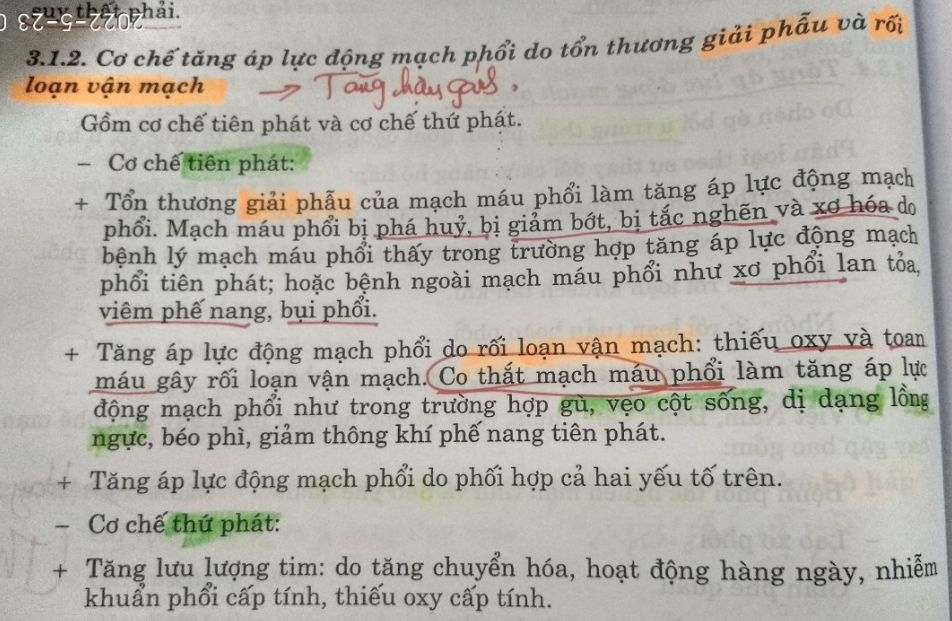 suy thất phải.
2022-5-23
3.1.2. Cơ chế tăng áp lực động mạch phổi do tổn thương giải phẫu và rối
loạn vận mạch
→ Tăng hậu gánh.
Gồm cơ chế tiên phát và cơ chế thứ phát.
− Cơ chế tiên phát:
+ Tổn thương giải phẫu của mạch máu phổi làm tăng áp lực động mạch
phổi. Mạch máu phổi bị phá huỷ, bị giảm bớt, bị tắc nghẽn và xơ hóa do
bệnh lý mạch máu phổi thấy trong trường hợp tăng áp lực động mạch
phổi tiên phát; hoặc bệnh ngoài mạch máu phổi như xơ phổi lan tỏa,
viêm phế nang, bụi phổi.
+ Tăng áp lực động mạch phổi do rối loạn vận mạch: thiếu oxy và toan
máu gây rối loạn vận mạch. Co thắt mạch máu phổi làm tăng áp lực
động mạch phổi như trong trường hợp gù, vẹo cột sống, dị dạng lồng
ngực, béo phì, giảm thông khí phế nang tiên phát.
+ Tăng áp lực động mạch phổi do phối hợp cả hai yếu tố trên.
− Cơ chế thứ phát:
+ Tăng lưu lượng tim: do tăng chuyển hóa, hoạt động hàng ngày, nhiễm
khuẩn phổi cấp tính, thiếu oxy cấp tính.